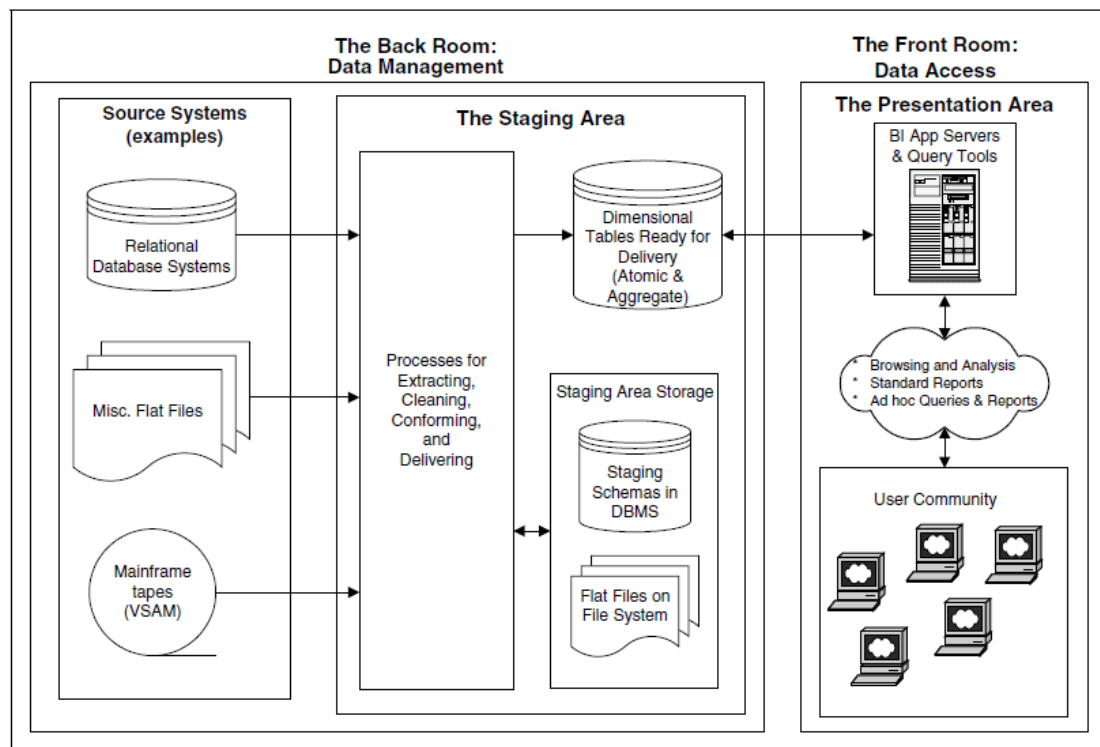 The Back Room:
Data Management
The Front Room:
Data Access
Source Systems
(examples)
Relational
Database Systems
Misc. Flat Files
Mainframe
tapes
(VSAM)
The Staging Area
Processes for
Extracting,
Cleaning,
Conforming,
and
Delivering
Dimensional
Tables Ready for
Delivery
(Atomic &
Aggregate)
Staging Area Storage
Staging
Schemas in
DBMS
Flat Files on
File System
The Presentation Area
BI App Servers
& Query Tools
* Browsing and Analysis
* Standard Reports
* Ad hoc Queries & Reports
User Community